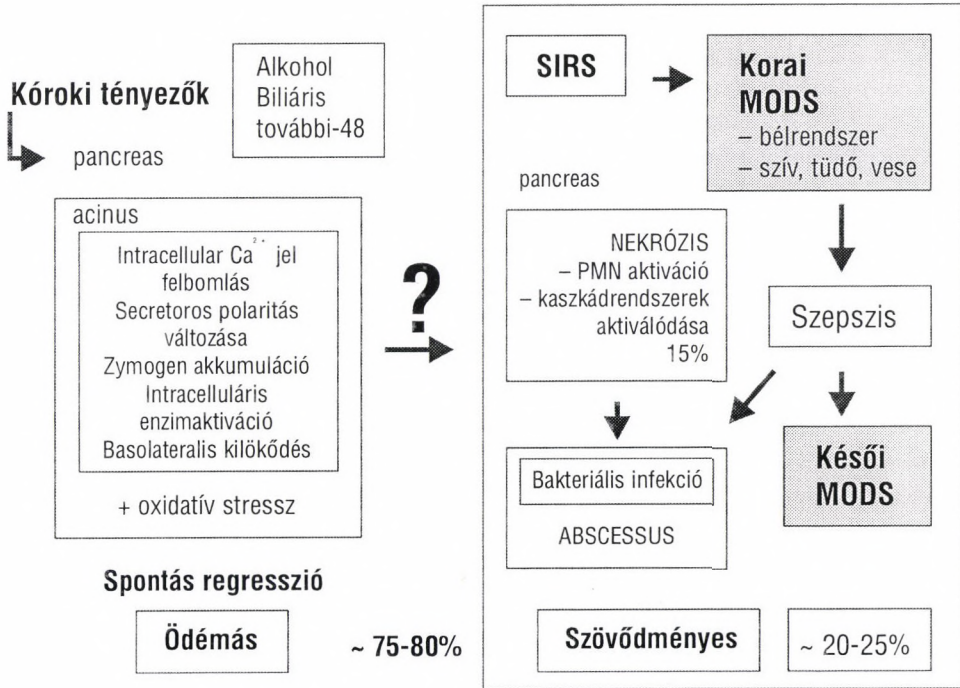 Kóroki tényezők
Alkohol
Biliáris
további-48
pancreas
acinus
Intracellular Ca2+ jel
felbomlás
Secretoros polaritás
változása
Zymogen akkumuláció
Intracelluláris
enzimaktiváció
Basolateralis kilökődés
+ oxidatív stressz
Spontás regresszió
Ödémás
~ 75-80%
?
SIRS
Korai
MODS
– bélrendszer
– szív, tüdő, vese
pancreas
NEKRÓZIS
– PMN aktiváció
– kaszkádrendszerek
aktiválódása
15%
Szepszis
Bakteriális infekció
ABSCESSUS
Késői
MODS
Szövődményes
~ 20-25%